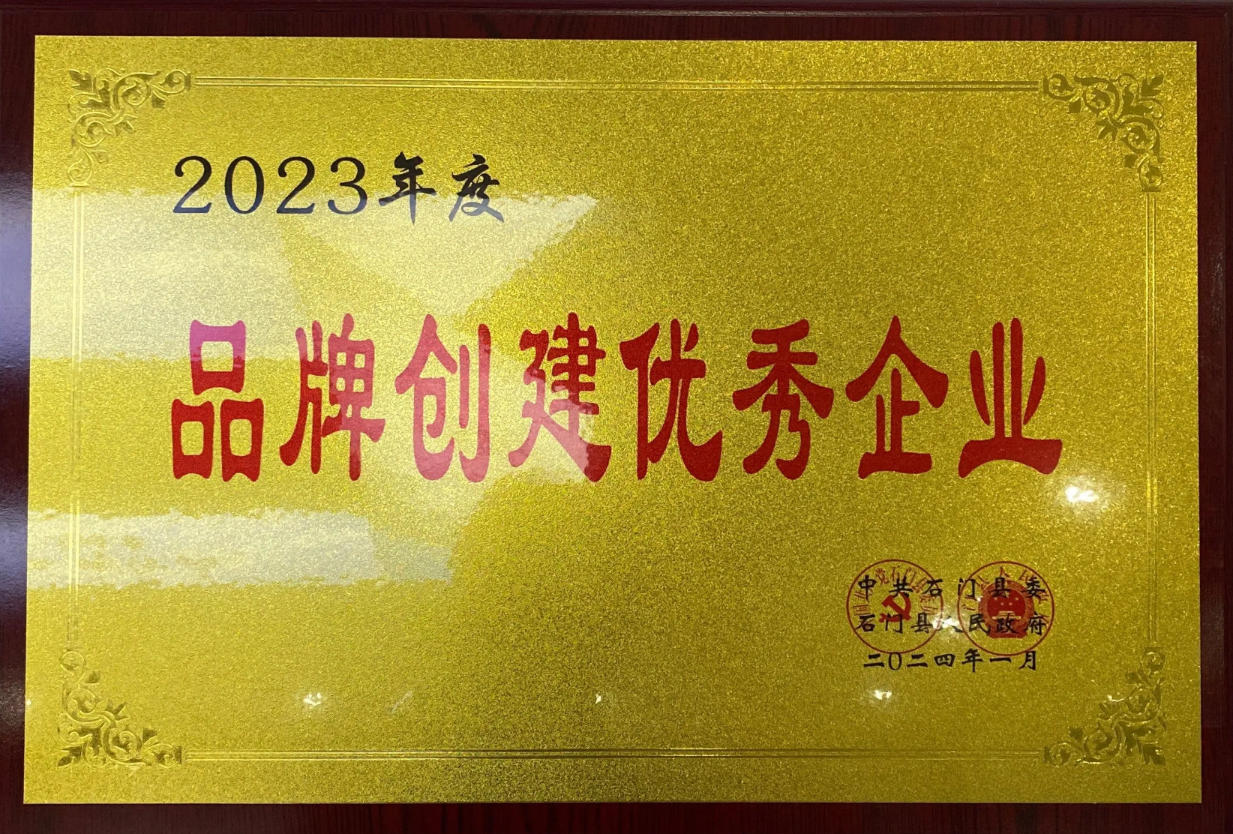 2023年度
品牌创建优秀企业
中共石门县委
石门县人民政府
二〇二四年一月